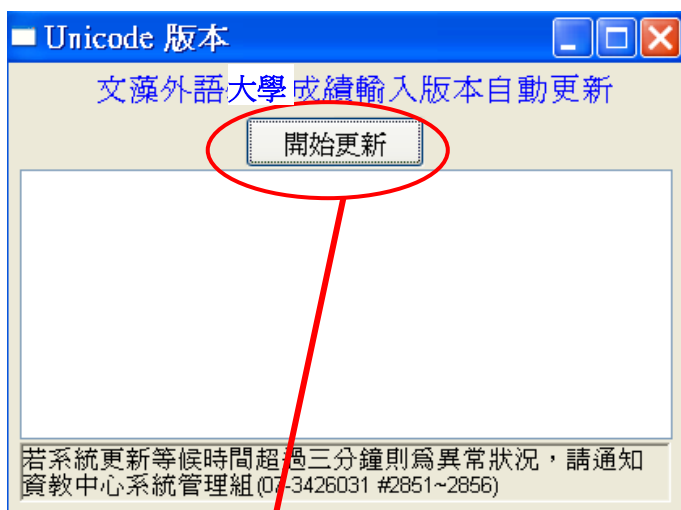 Unicode 版本
文藻外語大學成績輸入版本自動更新
開始更新
若系統更新等候時間超過三分鐘則爲異常狀況，請通知
資教中心系統管理組(07-3426031 #2851~2856)